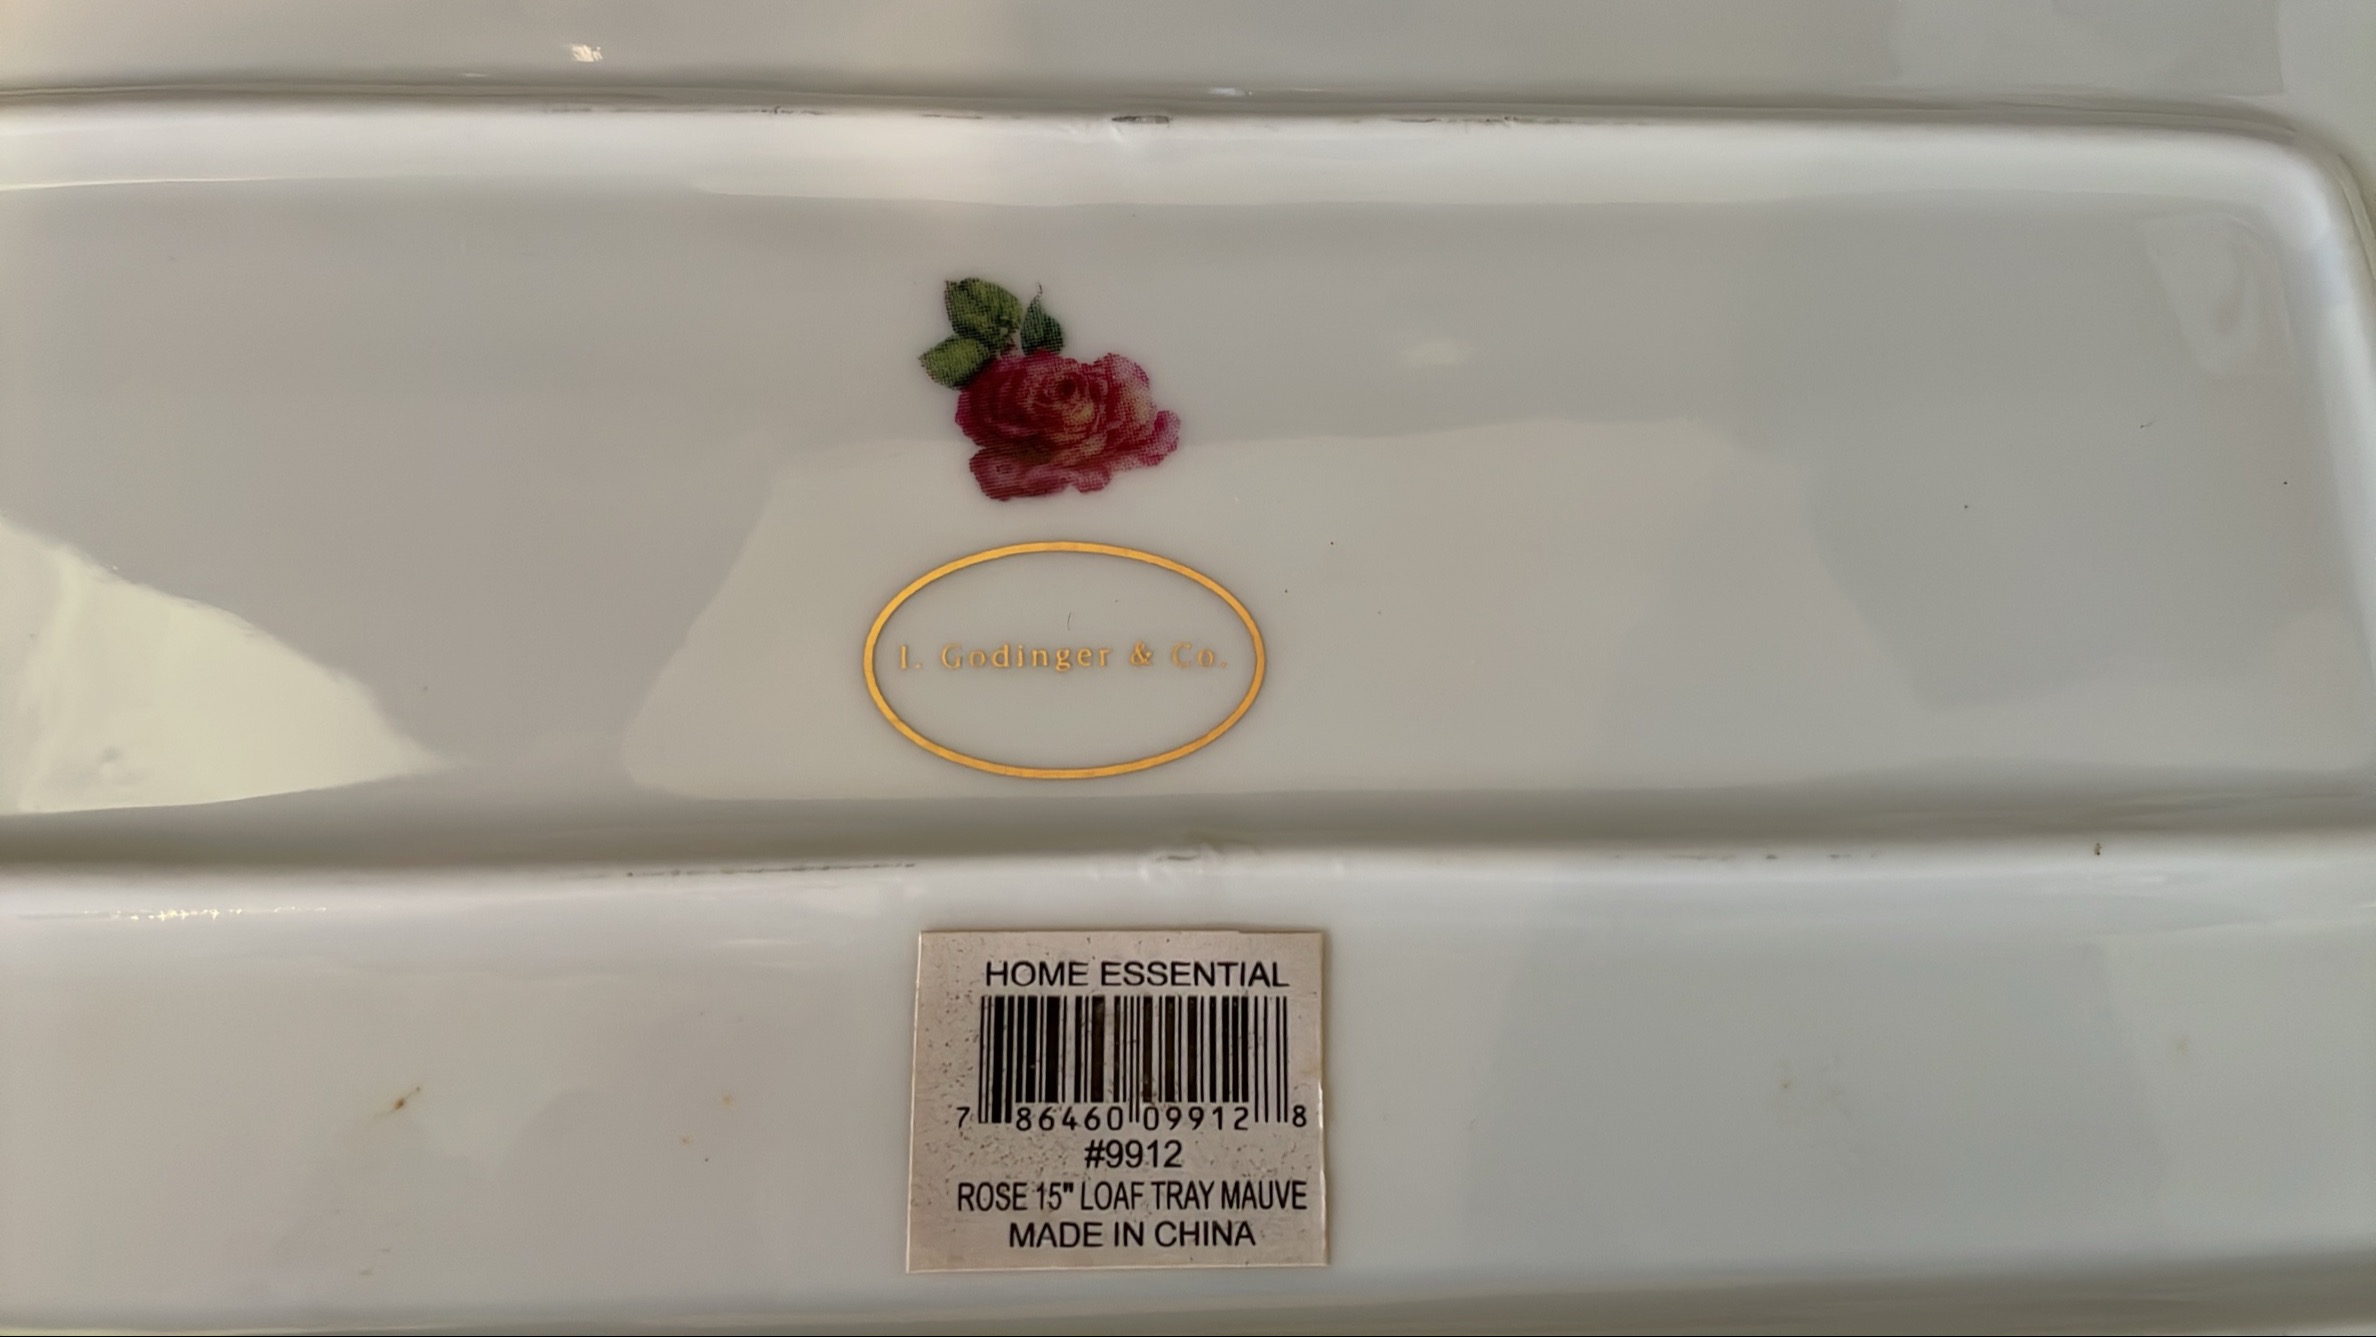 I. Godinger & Co.
HOME ESSENTIAL
7 86460 09912 8
#9912
ROSE 15" LOAF TRAY MAUVE
MADE IN CHINA